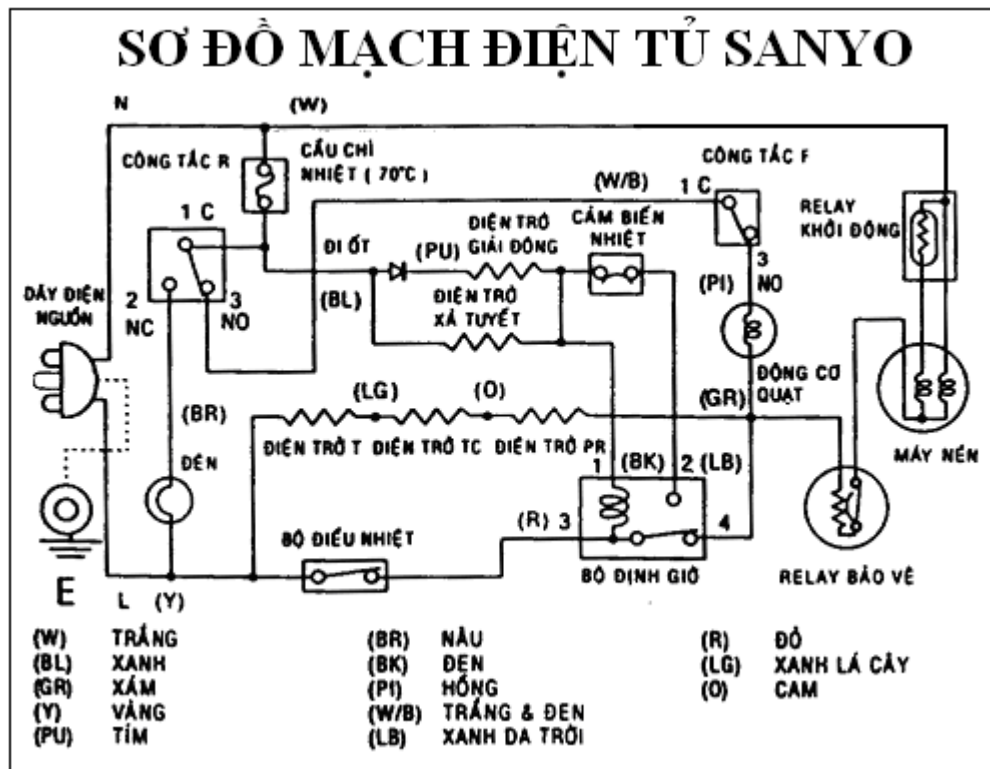 SƠ ĐỒ MẠCH ĐIỆN TỦ SANYO
N
(W)
CÔNG TẮC R
CẦU CHÌ
NHIỆT ( 70°C )
CÔNG TẮC F
1 C
(W/B)
1 C
RELAY
KHỞI ĐỘNG
ĐI ỐT
(PU)
ĐIỆN TRỞ
GIẢI ĐÔNG
CẢM BIẾN
NHIỆT
DÂY ĐIỆN
NGUỒN
2
NC
3
NO
(BL)
ĐIỆN TRỞ
XẢ TUYẾT
(PI)
3
NO
(BR)
(LG)
(O)
(GR)
ĐỘNG CƠ
QUẠT
ĐIỆN TRỞ T
ĐIỆN TRỞ TC
ĐIỆN TRỞ PR
MÁY NÉN
ĐÈN
1
(BK)
2
(LB)
BỘ ĐIỀU NHIỆT
(R)
3
4
BỘ ĐỊNH GIỜ
RELAY BẢO VỆ
E
L
(Y)
(W) TRẮNG
(BL) XANH
(GR) XÁM
(Y) VÀNG
(PU) TÍM
(BR) NÂU
(BK) ĐEN
(PI) HỒNG
(W/B) TRẮNG & ĐEN
(LB) XANH DA TRỜI
(R) ĐỎ
(LG) XANH LÁ CÂY
(O) CAM